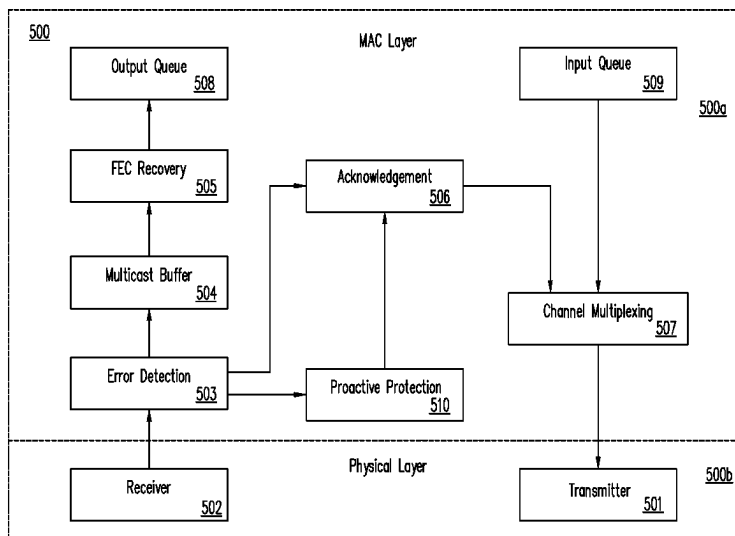 500
MAC Layer
Output Queue
508
Input Queue
509
500a
FEC Recovery
505
Acknowledgement
506
Multicast Buffer
504
Channel Multiplexing
507
Error Detection
503
Proactive Protection
510
Physical Layer
500b
Receiver
502
Transmitter
501